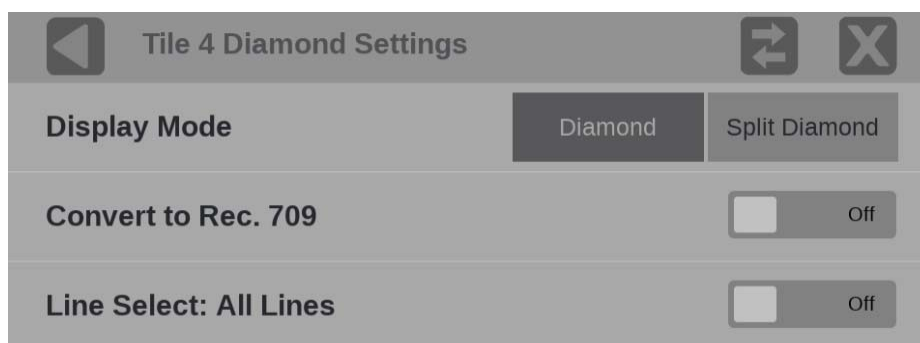 Tile 4 Diamond Settings
Display Mode Diamond Split Diamond
Convert to Rec. 709 Off
Line Select: All Lines Off